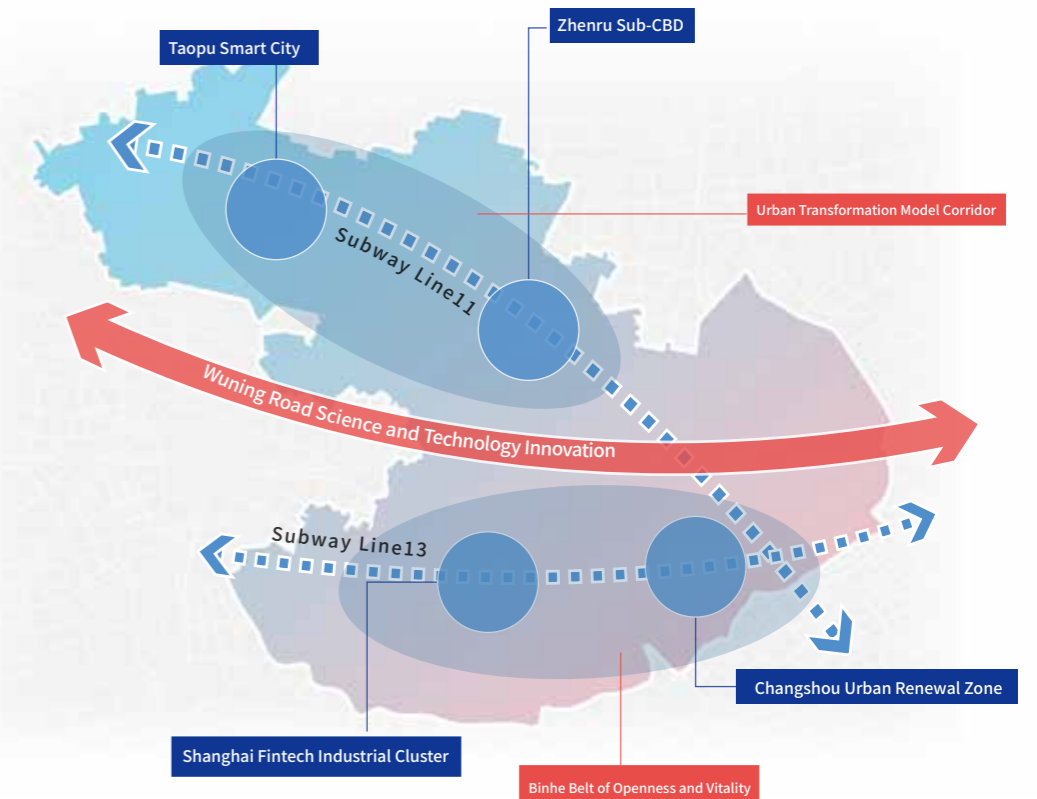 Zhenru Sub-CBD
Taopu Smart City
Urban Transformation Model Corridor
Subway Line11
Wuning Road Science and Technology Innovation
Subway Line13
Changshou Urban Renewal Zone
Shanghai Fintech Industrial Cluster
Binhe Belt of Openness and Vitality